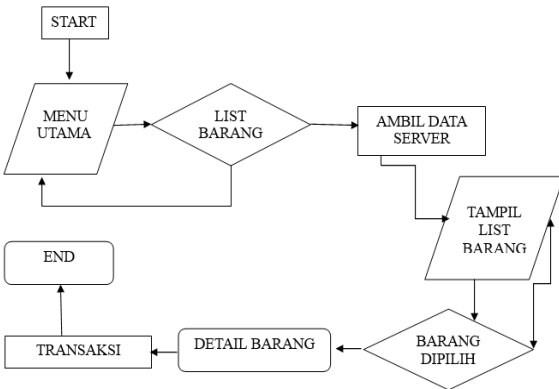 START
MENU
UTAMA
LIST
BARANG
AMBIL DATA
SERVER
TAMPIL
LIST
BARANG
BARANG
DIPILIH
DETAIL BARANG
TRANSAKSI
END